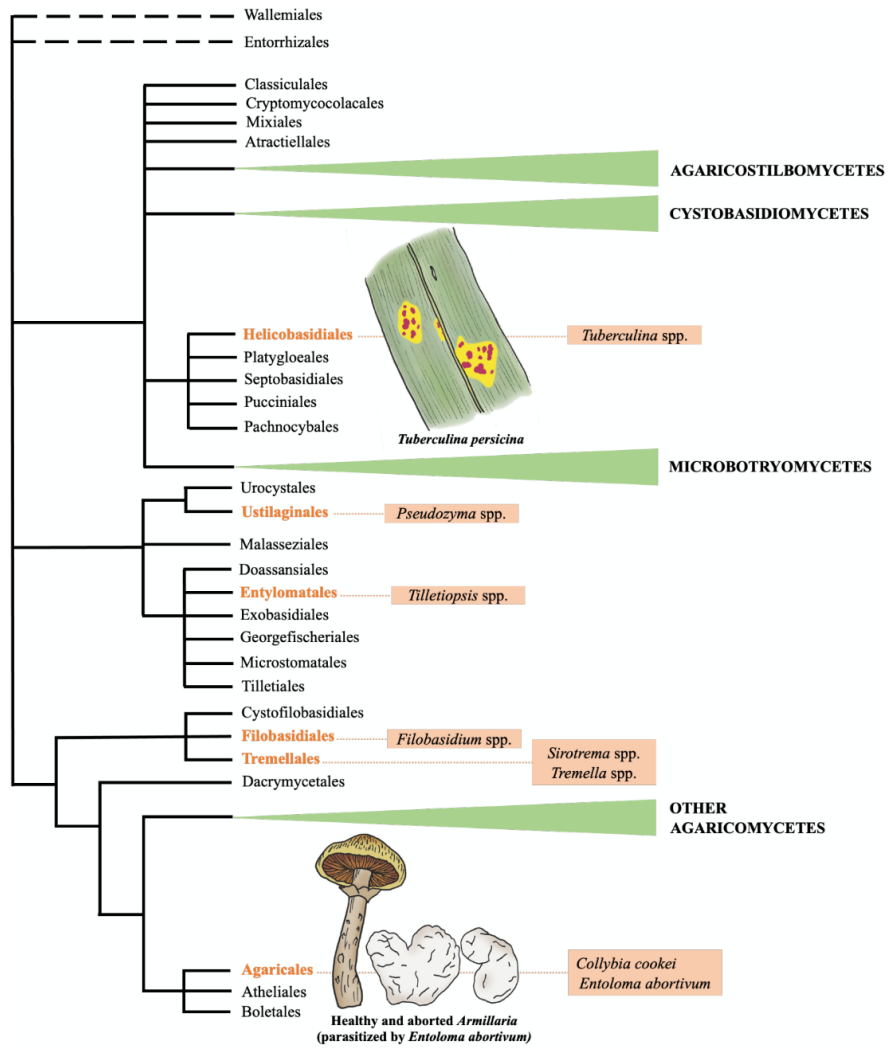 Wallemiales
Entorrhizales
Classiculales
Cryptomycocolacales
Mixiales
Atractiellales
AGARICOSTILBOMYCETES
CYSTOBASIDIOMYCETES
Helicobasidiales
Tuberculina spp.
Platygloeales
Septobasidiales
Pucciniales
Pachnocybales
Tuberculina persicina
MICROBOTRYOMYCETES
Urocystales
Ustilaginales
Pseudozyma spp.
Malasseziales
Doassansiales
Entylomatales
Tilletiopsis spp.
Exobasidiales
Georgefischeriales
Microstomatales
Tilletiales
Cystofilobasidiales
Filobasidiales
Filobasidium spp.
Tremellales
Sirotrema spp.
Tremella spp.
Dacrymycetales
OTHER
AGARICOMYCETES
Agaricales
Collybia cookei
Entoloma abortivum
Atheliales
Boletales
Healthy and aborted Armillaria
(parasitized by Entoloma abortivum)